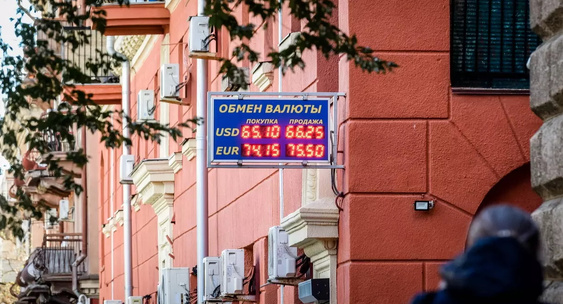 ОБМЕН ВАЛЮТЫ
ПОКУПКА ПРОДАЖА
USD 65.10 66.25
EUR 74.15 75.50